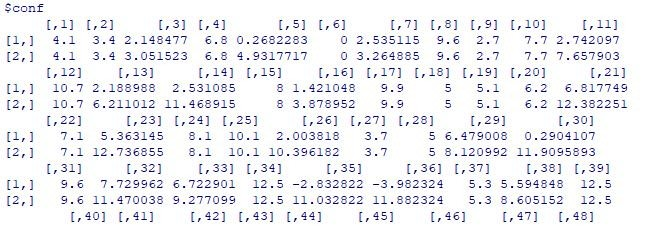 $conf
[,1] [,2] [,3] [,4] [,5] [,6] [,7] [,8] [,9] [,10] [,11]
[1,] 4.1 3.4 2.148477 6.8 0.2682283 0 2.535115 9.6 2.7 7.7 2.742097
[2,] 4.1 3.4 3.051523 6.8 4.9317717 0 3.264885 9.6 2.7 7.7 7.657903
[,12] [,13] [,14] [,15] [,16] [,17] [,18] [,19] [,20] [,21]
[1,] 10.7 2.188988 2.531085 8 1.421048 9.9 5 5.1 6.2 6.817749
[2,] 10.7 6.211012 11.468915 8 3.878952 9.9 5 5.1 6.2 12.382251
[,22] [,23] [,24] [,25] [,26] [,27] [,28] [,29] [,30]
[1,] 7.1 5.363145 8.1 10.1 2.003818 3.7 5 6.479008 0.2904107
[2,] 7.1 12.736855 8.1 10.1 10.396182 3.7 5 8.120992 11.9095893
[,31] [,32] [,33] [,34] [,35] [,36] [,37] [,38] [,39]
[1,] 9.6 7.729962 6.722901 12.5 -2.832822 -3.982324 5.3 5.594848 12.5
[2,] 9.6 11.470038 9.277099 12.5 11.032822 11.882324 5.3 8.605152 12.5
[,40] [,41] [,42] [,43] [,44] [,45] [,46] [,47] [,48]